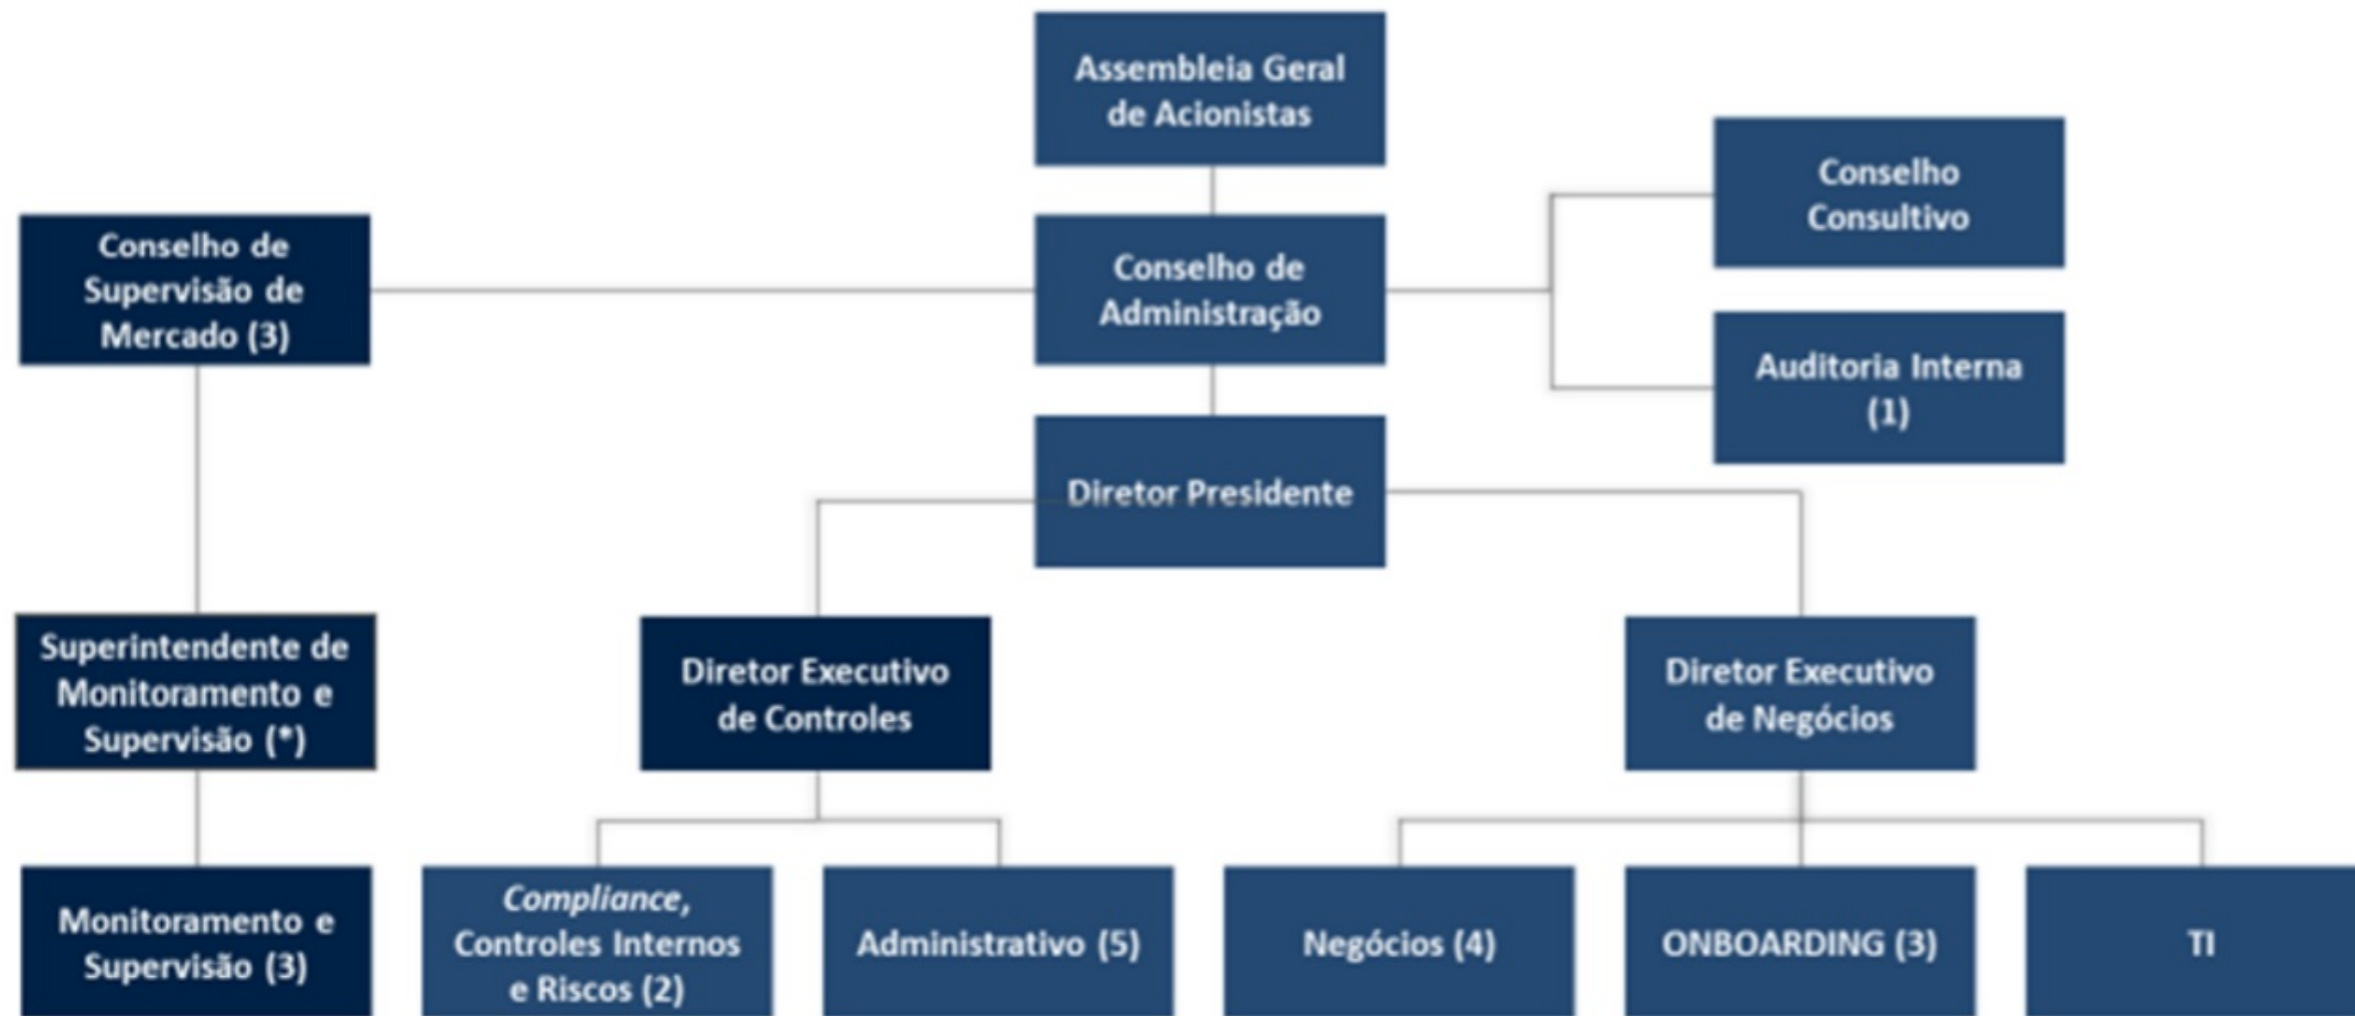 Assembleia Geral
de Acionistas
Conselho
Consultivo
Conselho de
Supervisão de
Mercado (3)
Conselho de
Administração
Auditoria Interna
(1)
Diretor Presidente
Superintendente de
Monitoramento e
Supervisão (*)
Diretor Executivo
de Controles
Diretor Executivo
de Negócios
Monitoramento e
Supervisão (3)
Compliance,
Controles Internos
e Riscos (2)
Administrativo (5)
Negócios (4)
ONBOARDING (3)
TI